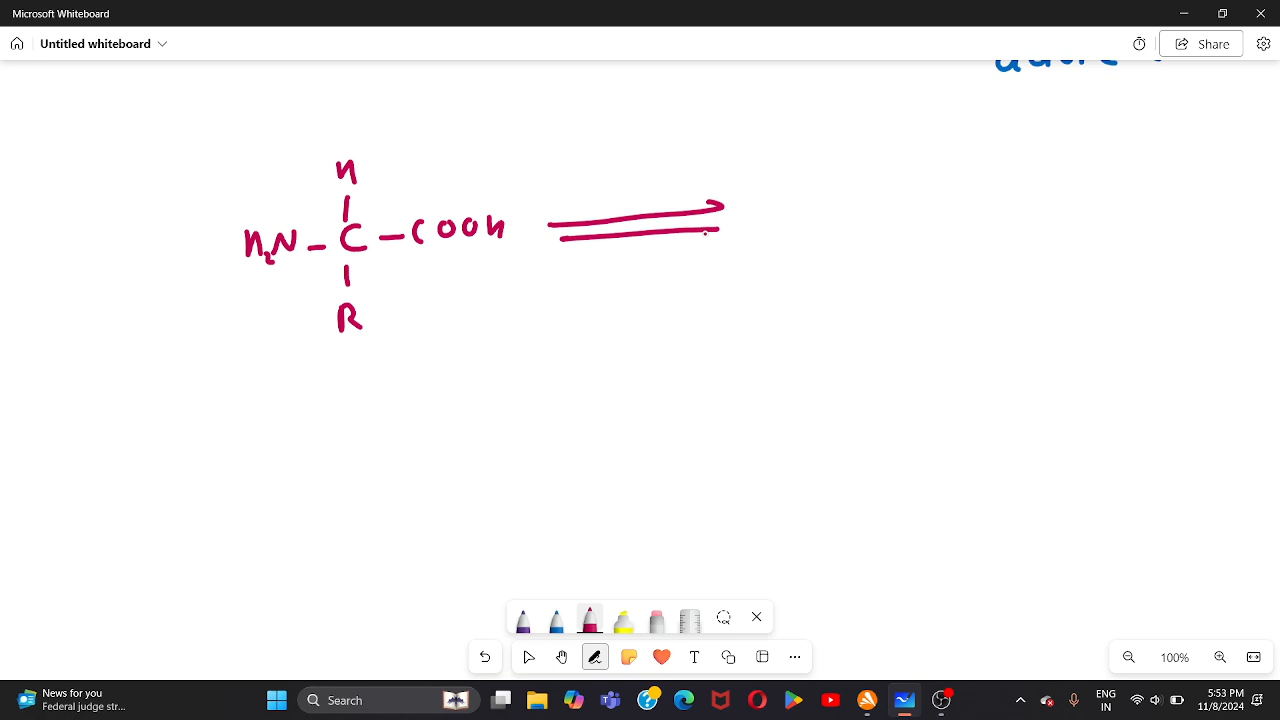 Microsoft Whiteboard
Untitled whiteboard
Share
H
H₂N - C - COOH
R
100%
News for you
Federal judge str...
Search
ENG
IN
5:53 PM
11/8/2024